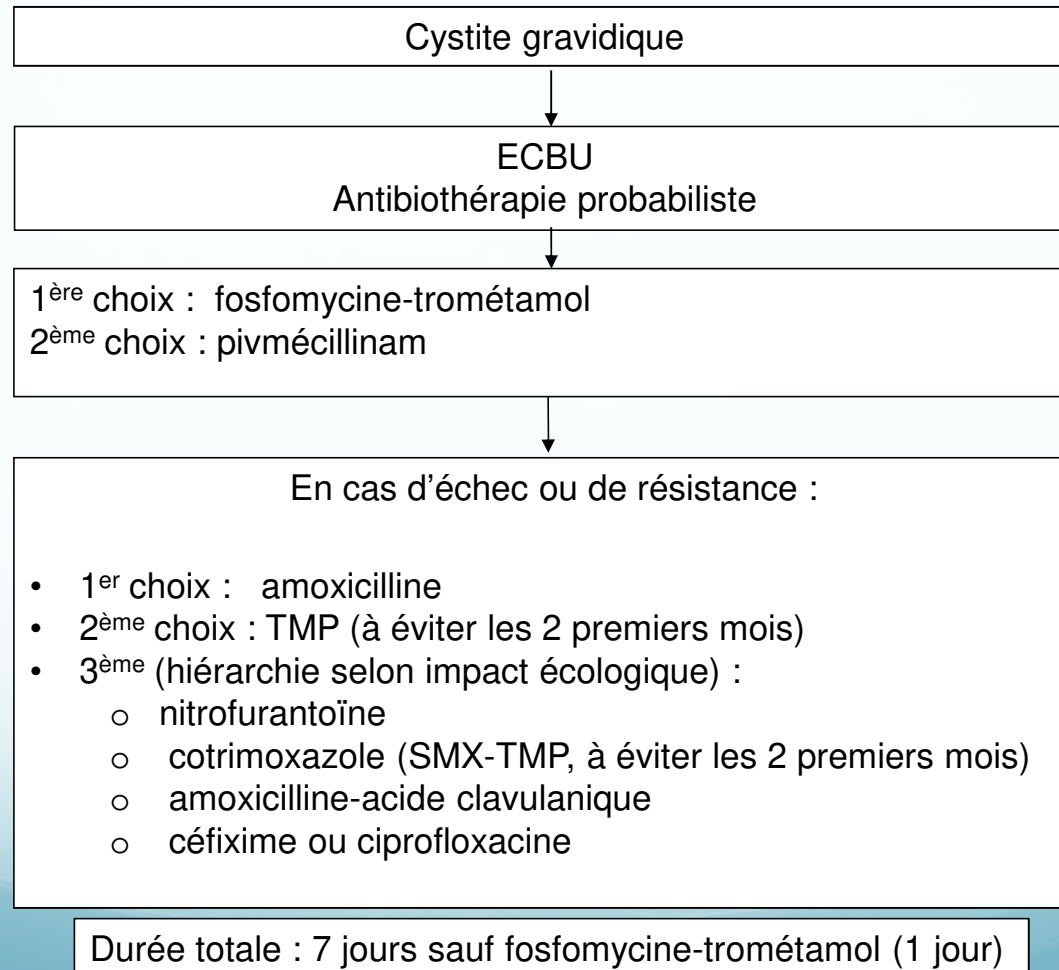 Cystite gravidique
ECBU
Antibiothérapie probabiliste
1ère choix : fosfomycine-trométamol
2ème choix : pivmécillinam
En cas d'échec ou de résistance :
• 1er choix : amoxicilline
• 2ème choix : TMP (à éviter les 2 premiers mois)
• 3ème (hiérarchie selon impact écologique) :
o nitrofurantoïne
o cotrimoxazole (SMX-TMP, à éviter les 2 premiers mois)
o amoxicilline-acide clavulanique
o céfixime ou ciprofloxacine
Durée totale : 7 jours sauf fosfomycine-trométamol (1 jour)